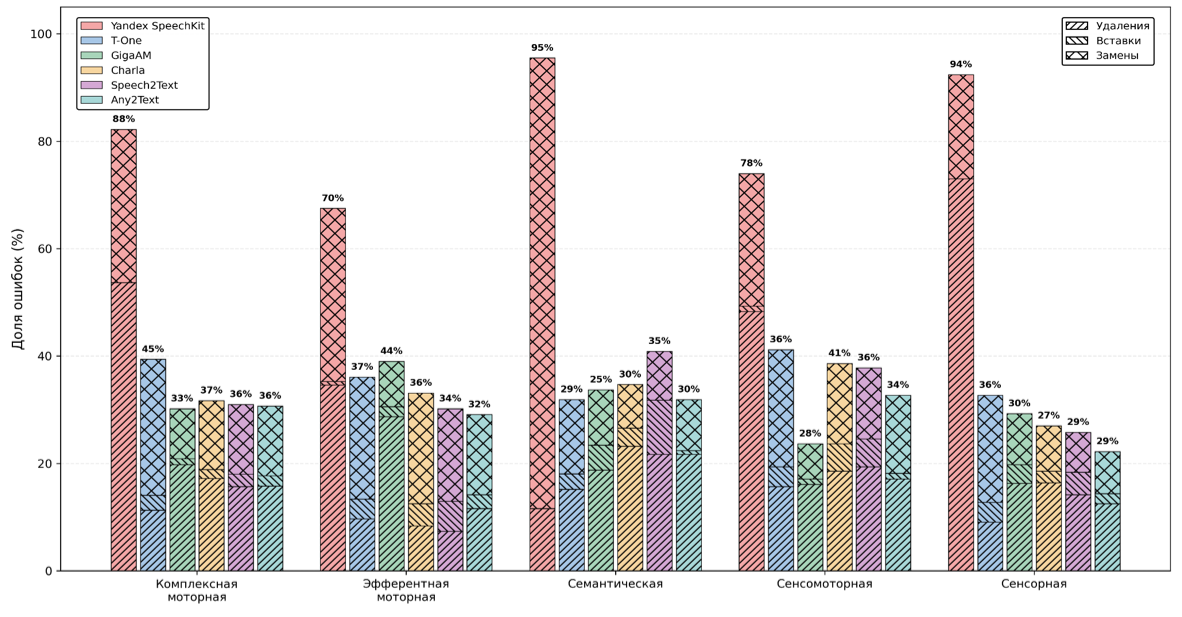 Yandex SpeechKit
T-One
GigaAM
Charla
Speech2Text
Any2Text
Удаления
Вставки
Замены
Доля ошибок (%)
100
80
60
40
20
0
88%
45%
33%
37%
36%
36%
70%
37%
44%
36%
34%
32%
95%
29%
25%
30%
35%
30%
78%
36%
28%
41%
36%
34%
94%
36%
30%
27%
29%
29%
Комплексная
моторная
Эфферентная
моторная
Семантическая
Сенсомоторная
Сенсорная